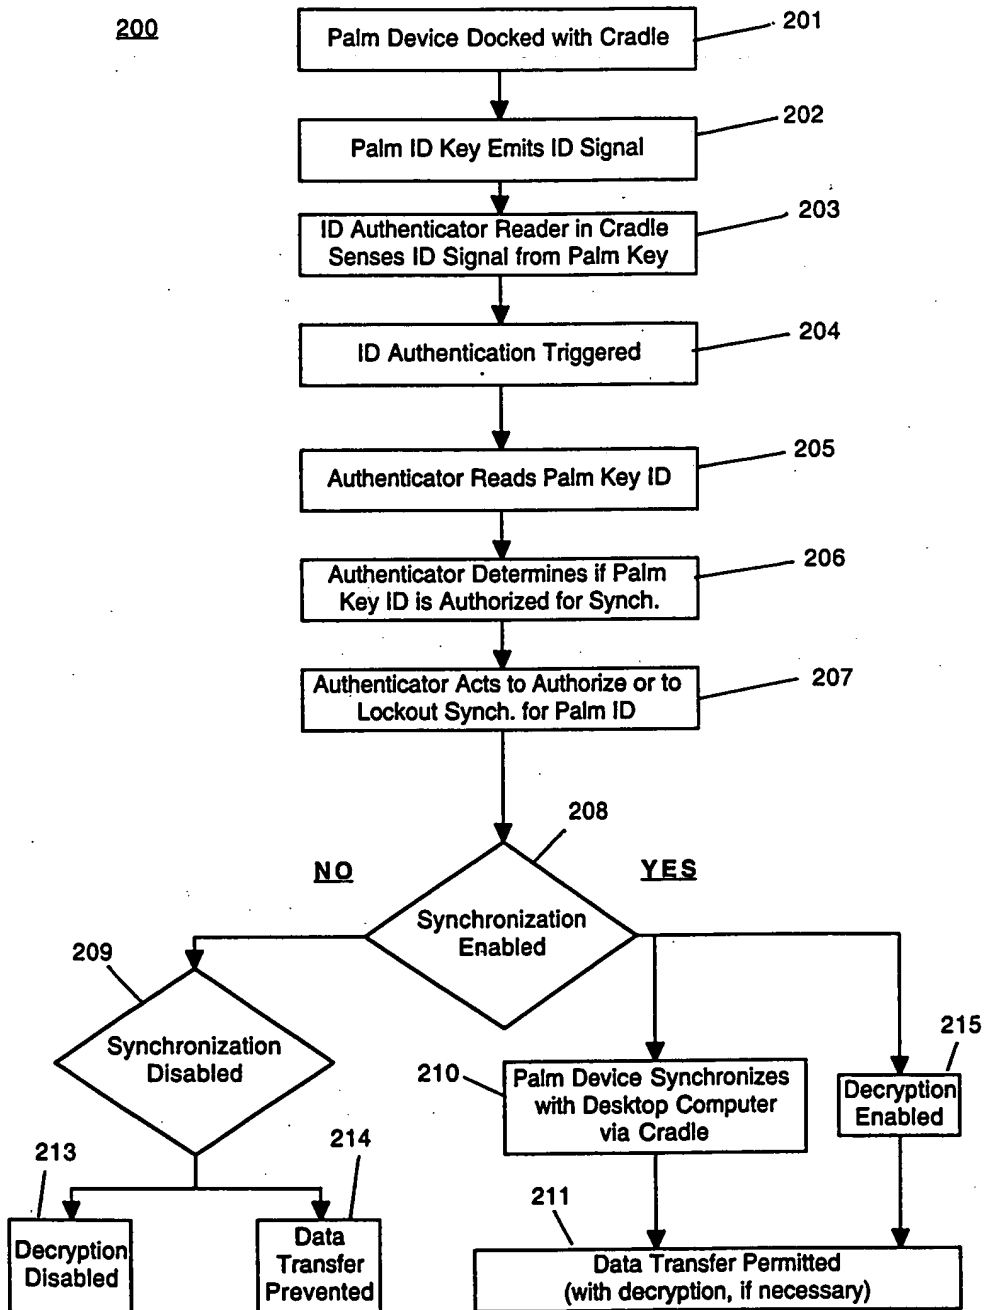 200
Palm Device Docked with Cradle
201
Palm ID Key Emits ID Signal
202
ID Authenticator Reader in Cradle
Senses ID Signal from Palm Key
203
ID Authentication Triggered
204
Authenticator Reads Palm Key ID
205
Authenticator Determines if Palm
Key ID is Authorized for Synch.
206
Authenticator Acts to Authorize or to
Lockout Synch. for Palm ID
207
208
NO
YES
Synchronization
Enabled
209
Synchronization
Disabled
210
Palm Device Synchronizes
with Desktop Computer
via Cradle
215
Decryption
Enabled
213
Decryption
Disabled
214
Data
Transfer
Prevented
211
Data Transfer Permitted
(with decryption, if necessary)